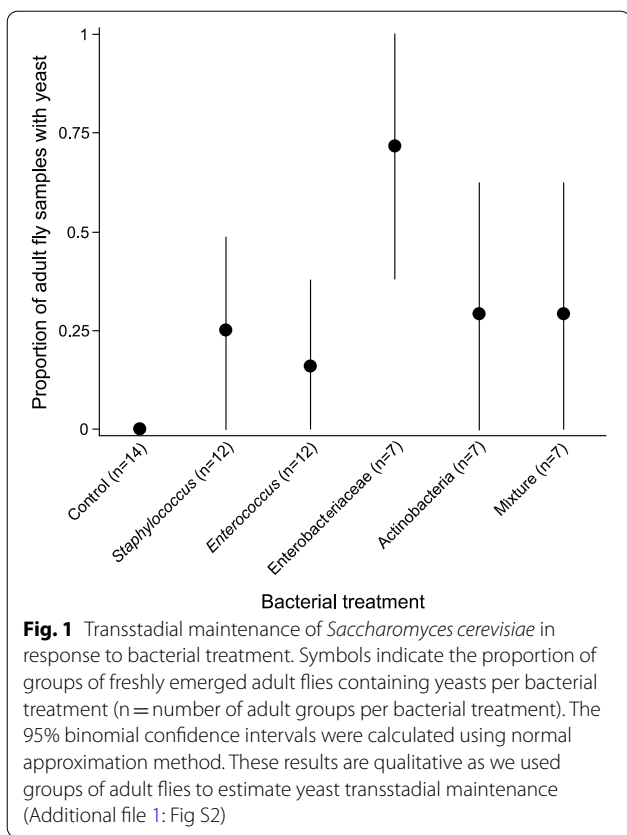 1
0.75
0.5
0.25
0
Proportion of adult fly samples with yeast
Control (n=14)
Staphylococcus (n=12)
Enterococcus (n=12)
Enterobacteriaceae (n=7)
Actinobacteria (n=7)
Mixture (n=7)
Bacterial treatment
Fig. 1 Transstadial maintenance of Saccharomyces cerevisiae in
response to bacterial treatment. Symbols indicate the proportion of
groups of freshly emerged adult flies containing yeasts per bacterial
treatment (n = number of adult groups per bacterial treatment). The
95% binomial confidence intervals were calculated using normal
approximation method. These results are qualitative as we used
groups of adult flies to estimate yeast transstadial maintenance
(Additional file 1: Fig S2)